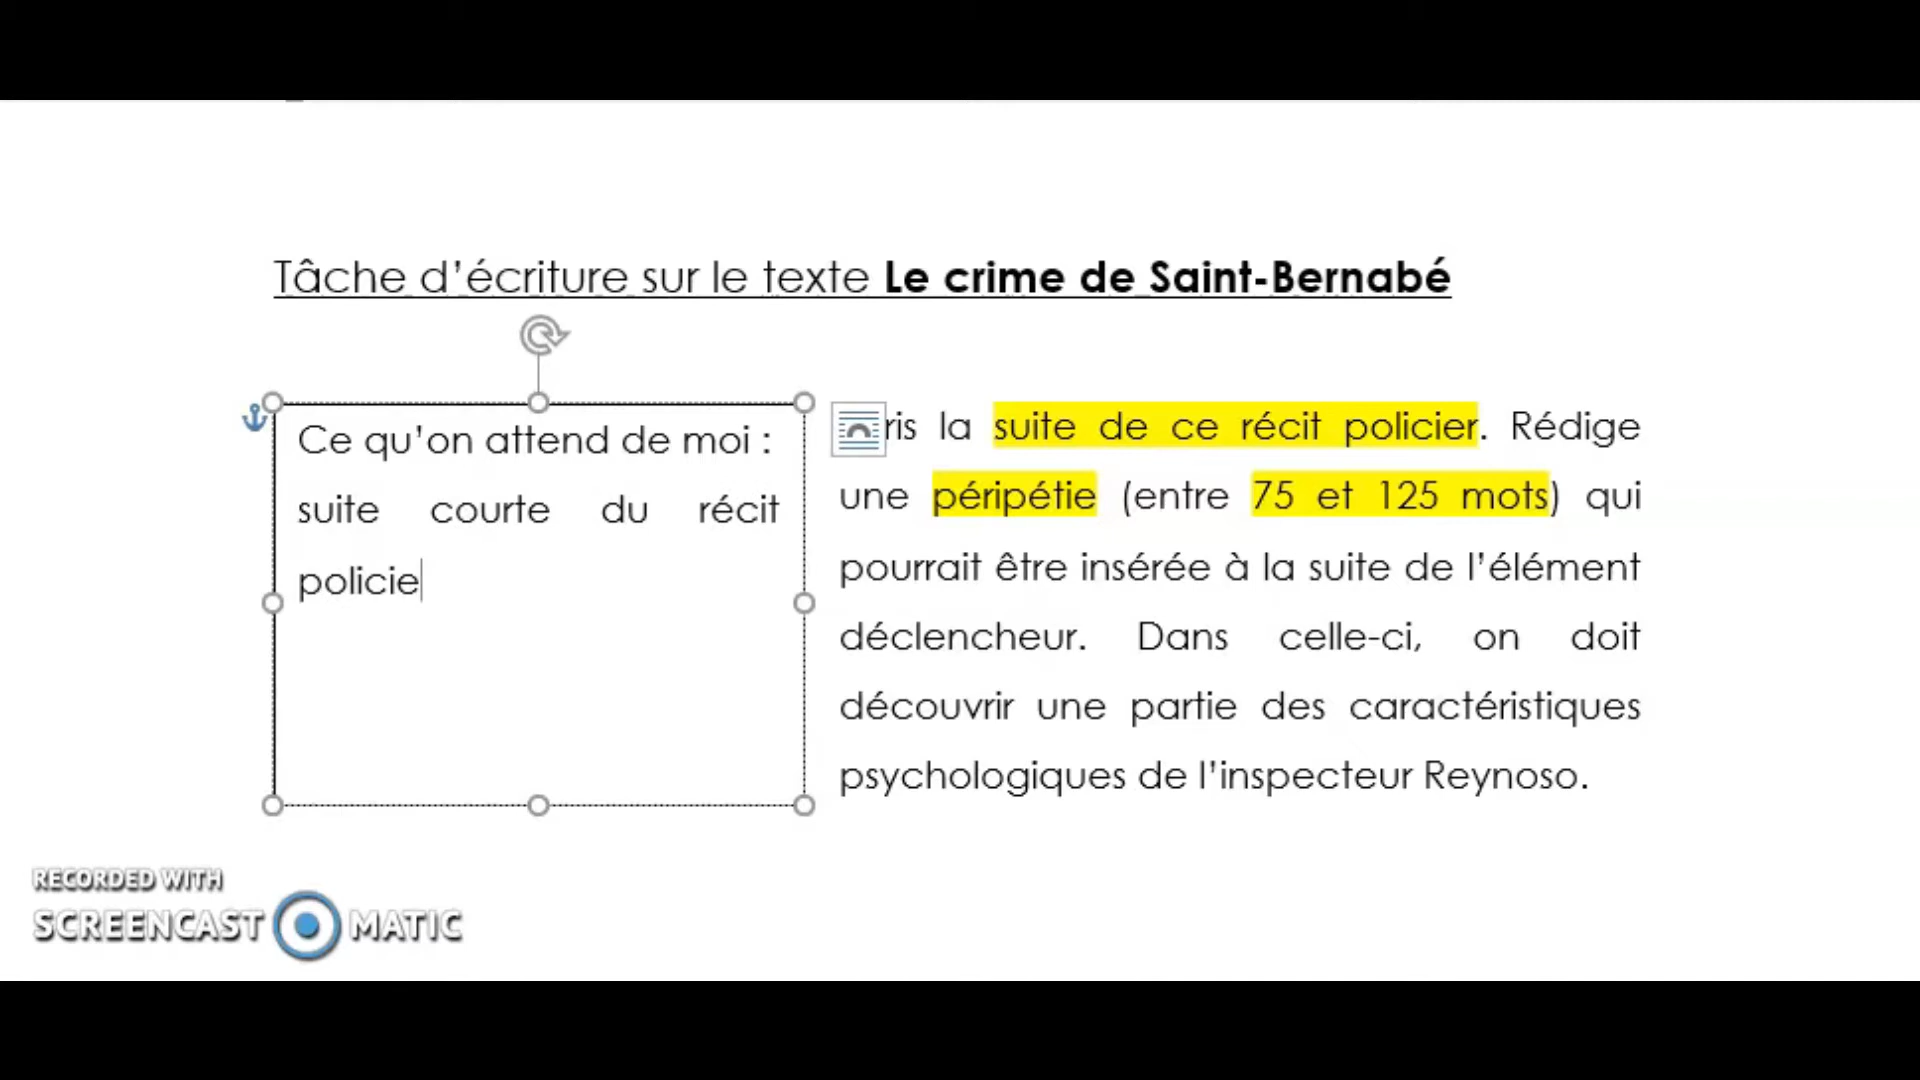 Tâche d’écriture sur le texte Le crime de Saint-Bernabé
Ce qu’on attend de moi :
suite courte du récit
policie
ris la suite de ce récit policier. Rédige
une péripétie (entre 75 et 125 mots) qui
pourrait être insérée à la suite de l’élément
déclencheur. Dans celle-ci, on doit
découvrir une partie des caractéristiques
psychologiques de l’inspecteur Reynoso.
RECORDED WITH
SCREENCAST MATIC